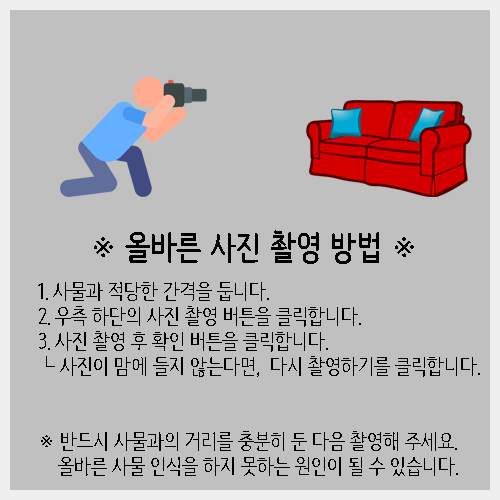 ※ 올바른 사진 촬영 방법 ※
1. 사물과 적당한 간격을 둡니다.
2. 우측 하단의 사진 촬영 버튼을 클릭합니다.
3. 사진 촬영 후 확인 버튼을 클릭합니다.
└ 사진이 맘에 들지 않는다면, 다시 촬영하기를 클릭합니다.
※ 반드시 사물과의 거리를 충분히 둔 다음 촬영해 주세요.
올바른 사물 인식을 하지 못하는 원인이 될 수 있습니다.